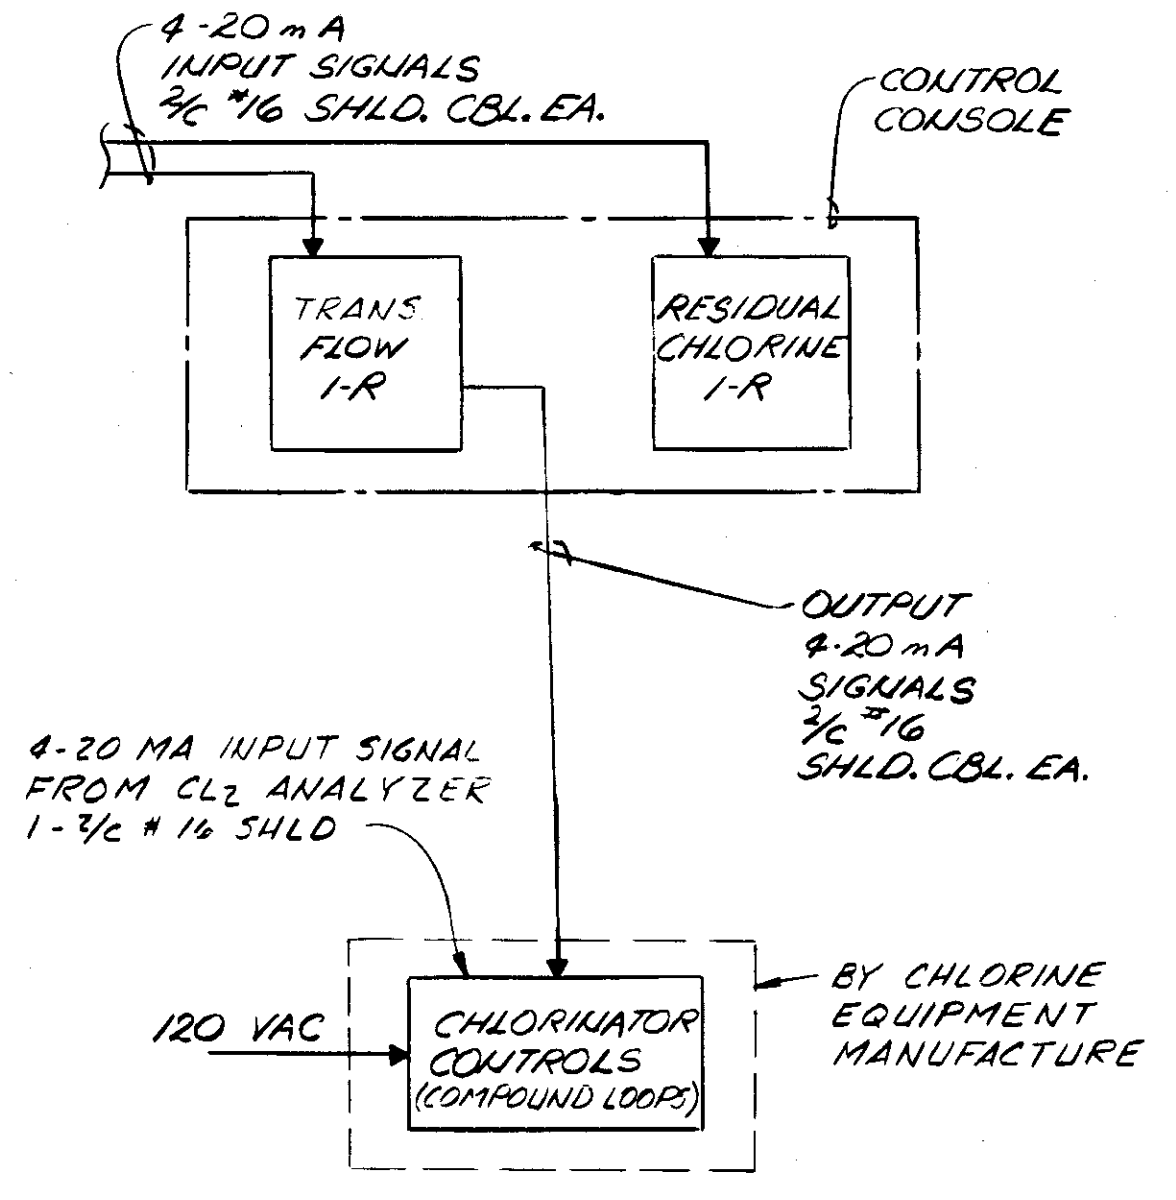 4-20 mA
INPUT SIGNALS
2/C #16 SHLD. CBL. EA.
CONTROL
CONSOLE
TRANS.
FLOW
1-R
RESIDUAL
CHLORINE
1-R
OUTPUT
4-20 mA
SIGNALS
2/C #16
SHLD. CBL. EA.
4-20 MA INPUT SIGNAL
FROM CL2 ANALYZER
1-2/C # 16 SHLD
120 VAC
CHLORINATOR
CONTROLS
(COMPOUND LOOPS)
BY CHLORINE
EQUIPMENT
MANUFACTURE